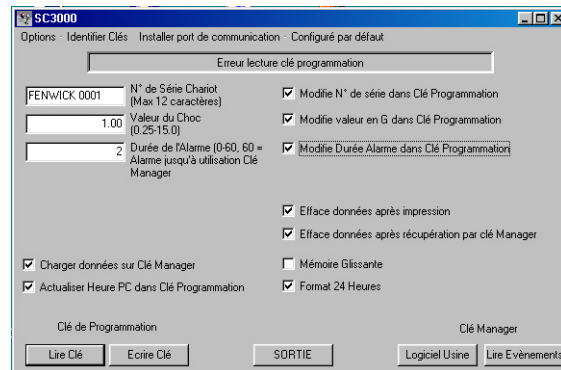 SC3000
Options Identifier Clés Installer port de communication Configuré par défaut
Erreur lecture clé programmation
FENWICK 0001
N° de Série Chariot
(Max 12 caractères)
1.00
Valeur du Choc
(0.25-15.0)
2
Durée de l'Alarme (0-60, 60 =
Alarme jusqu'à utilisation Clé
Manager
Modifie N° de série dans Clé Programmation
Modifie valeur en G dans Clé Programmation
Modifie Durée Alarme dans Clé Programmation
Efface données après impression
Efface données après récupération par clé Manager
Charger données sur Clé Manager
Mémoire Glissante
Actualiser Heure PC dans Clé Programmation
Format 24 Heures
Clé de Programmation
Clé Manager
Lire Clé
Ecrire Clé
SORTIE
Logiciel Usine
Lire Evènements